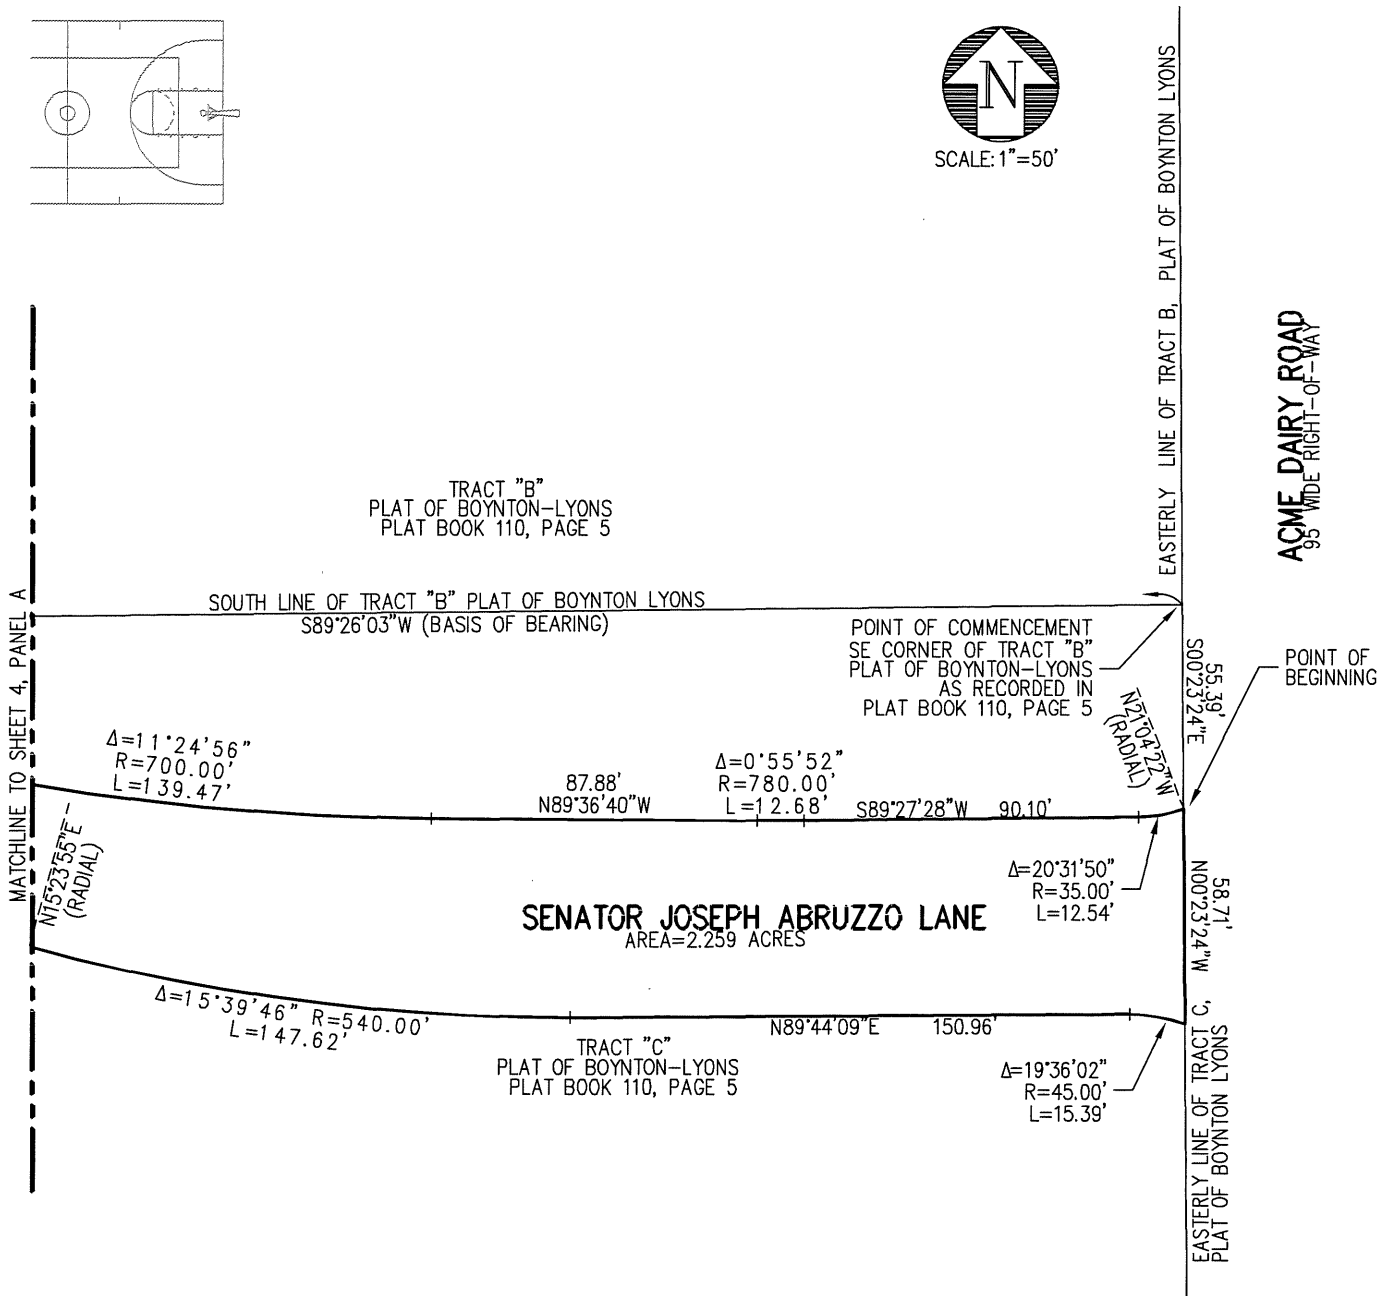 N
SCALE: 1"=50'
EASTERLY LINE OF TRACT B, PLAT OF BOYNTON LYONS
ACME DAIRY ROAD
95' WIDE RIGHT-OF-WAY
TRACT "B"
PLAT OF BOYNTON-LYONS
PLAT BOOK 110, PAGE 5
MATCHLINE TO SHEET 4, PANEL A
SOUTH LINE OF TRACT "B" PLAT OF BOYNTON LYONS
S89°26'03"W (BASIS OF BEARING)
POINT OF COMMENCEMENT
SE CORNER OF TRACT "B"
PLAT OF BOYNTON-LYONS
AS RECORDED IN
PLAT BOOK 110, PAGE 5
55.39'
S00°23'24"E
POINT OF
BEGINNING
N21°04'22"W
(RADIAL)
Δ=11°24'56"
R=700.00'
L=139.47'
87.88'
N89°36'40"W
Δ=0°55'52"
R=780.00'
L=12.68'
S89°27'28"W 90.10'
N15°23'55"E
(RADIAL)
Δ=20°31'50"
R=35.00'
L=12.54'
58.71'
N00°23'24"W
SENATOR JOSEPH ABRUZZO LANE
AREA=2.259 ACRES
Δ=15°39'46" R=540.00'
L=147.62'
N89°44'09"E 150.96'
TRACT "C"
PLAT OF BOYNTON-LYONS
PLAT BOOK 110, PAGE 5
Δ=19°36'02"
R=45.00'
L=15.39'
EASTERLY LINE OF TRACT C,
PLAT OF BOYNTON LYONS